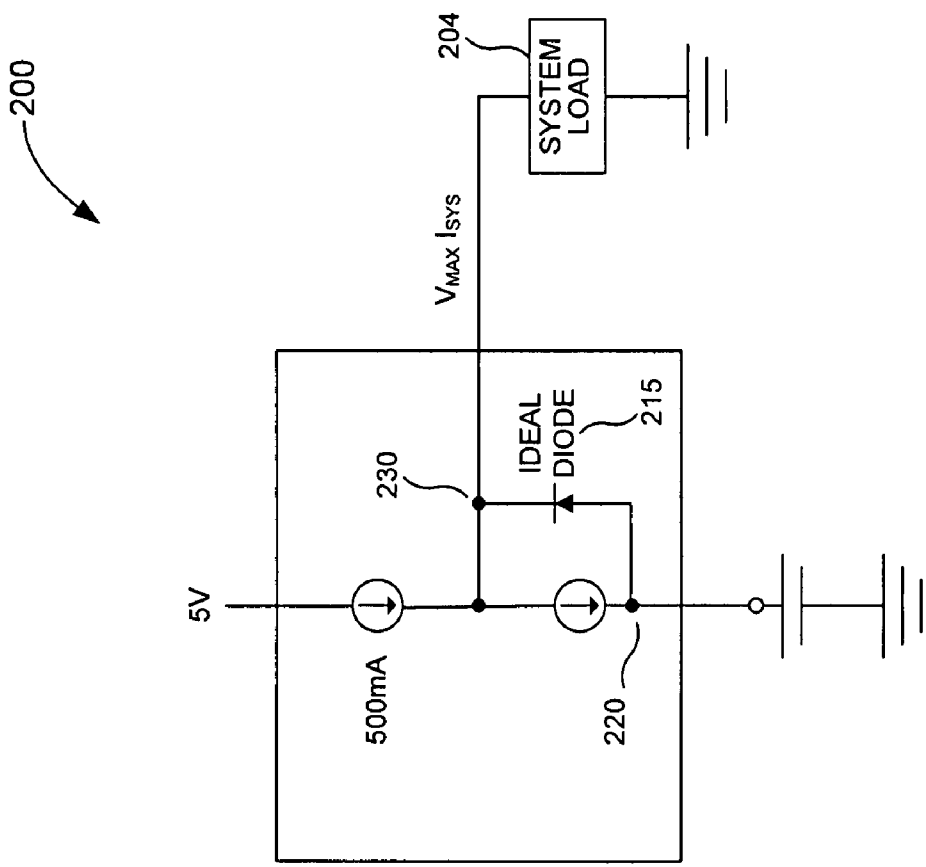 200
204
SYSTEM
LOAD
VMAX ISYS
5V
500mA
230
IDEAL
DIODE
215
220